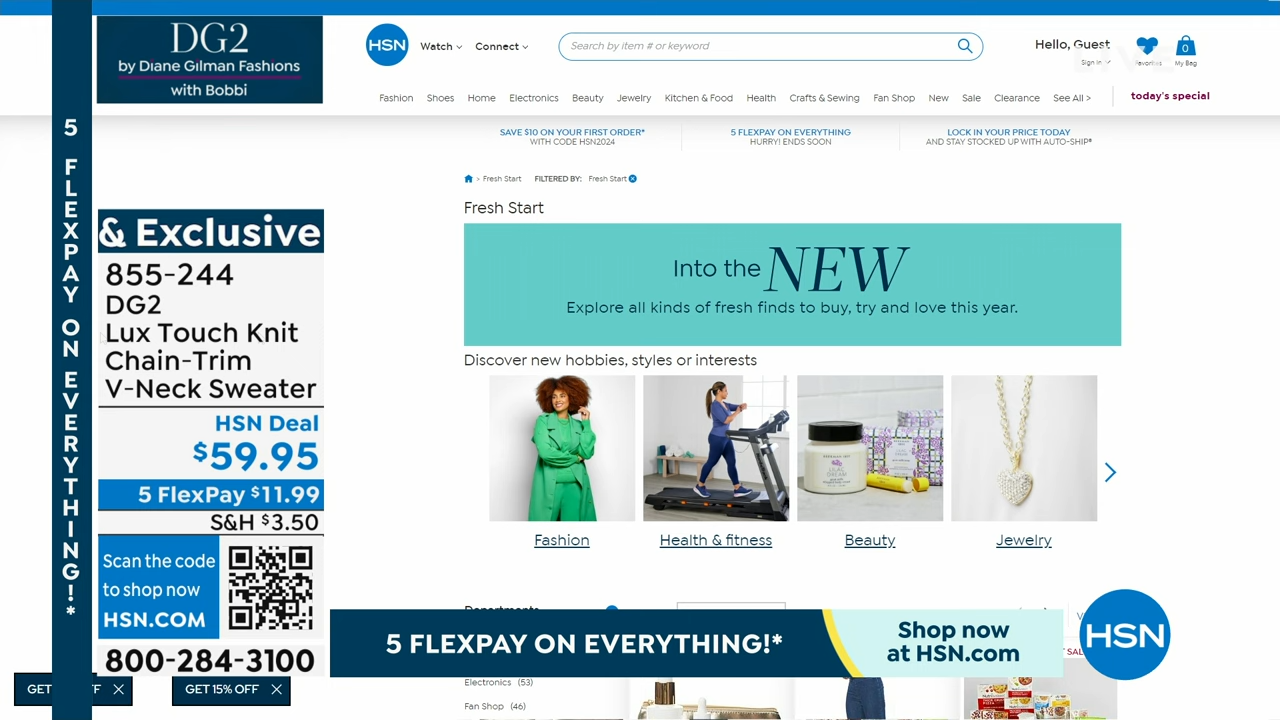 DG2
by Diane Gilman Fashions
with Bobbi
5 FLEXPAY ON EVERYTHING!*
& Exclusive
855-244
DG2
Lux Touch Knit
Chain-Trim
V-Neck Sweater
HSN Deal
$59.95
5 FlexPay $11.99
S&H $3.50
Scan the code
to shop now
HSN.COM
800-284-3100
GET
FF
GET 15% OFF
HSN
Watch
Connect
Search by item # or keyword
Hello, Guest
Sign In
Favorites
0
My Bag
Fashion Shoes Home Electronics Beauty Jewelry Kitchen & Food Health Crafts & Sewing Fan Shop New Sale Clearance See All >
today's special
SAVE $10 ON YOUR FIRST ORDER*
WITH CODE HSN2024
5 FLEXPAY ON EVERYTHING
HURRY! ENDS SOON
LOCK IN YOUR PRICE TODAY
AND STAY STOCKED UP WITH AUTO-SHIP®
> Fresh Start FILTERED BY: Fresh Start
Fresh Start
Into the NEW
Explore all kinds of fresh finds to buy, try and love this year.
Discover new hobbies, styles or interests
Fashion
Health & fitness
Beauty
Jewelry
Departments
5 FLEXPAY ON EVERYTHING!*
Shop now
at HSN.com
HSN
SAL
Electronics (53)
Fan Shop (46)